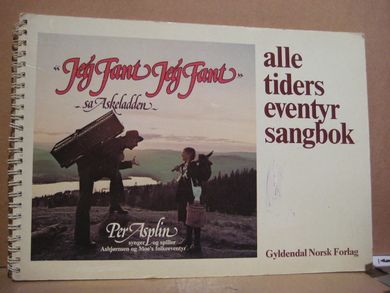 "Jeg Fant Jeg Fant"
sa Askeladden
Per Asplin
synger og spiller
Asbjørnsen og Moe's folkeeventyr
alle
tiders
eventyr
sangbok
Gyldendal Norsk Forlag